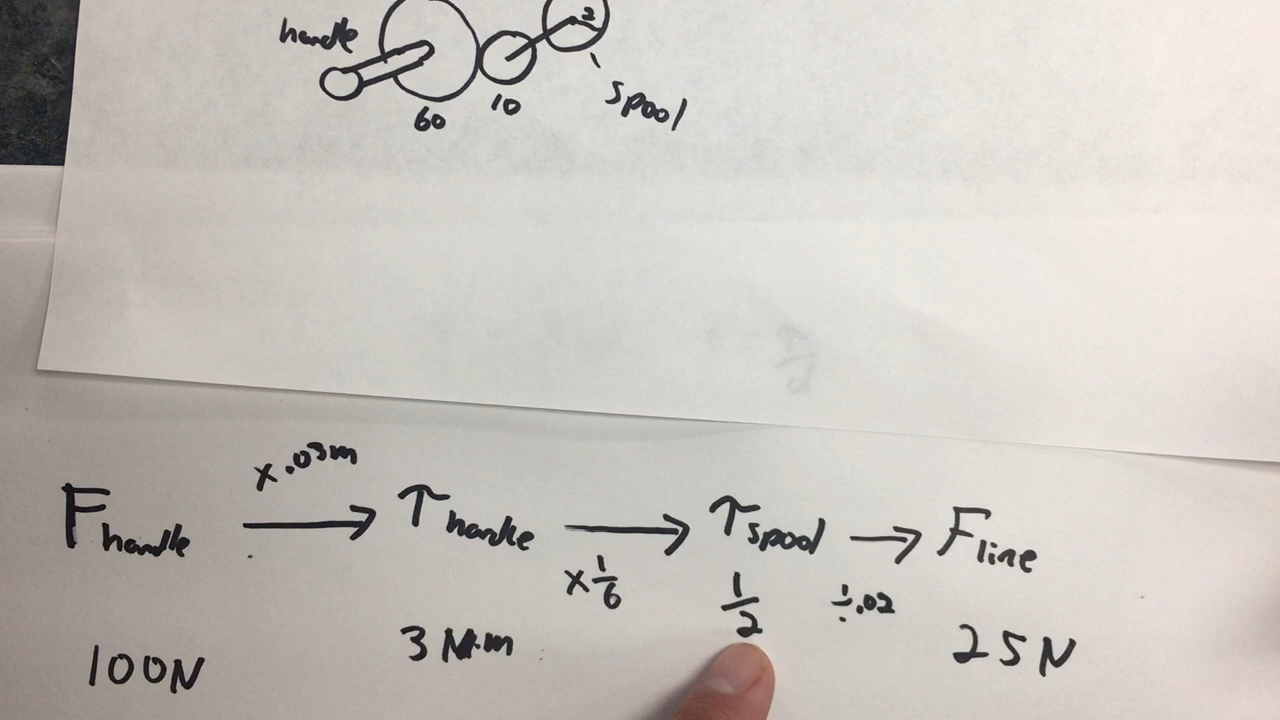 handle
2
60
10
spool
x .03m
F handle → τ handle → τ spool → F line
x 1/6
1/2
÷.02
100N
3 N·m
25N